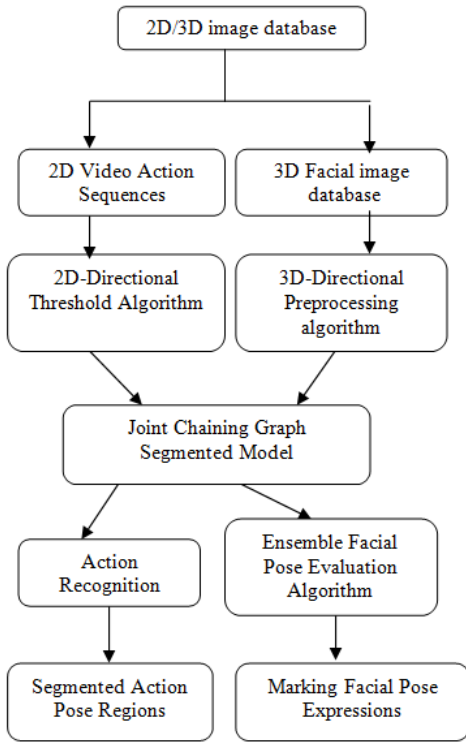 2D/3D image database
2D Video Action
Sequences
3D Facial image
database
2D-Directional
Threshold Algorithm
3D-Directional
Preprocessing
algorithm
Joint Chaining Graph
Segmented Model
Action
Recognition
Ensemble Facial
Pose Evaluation
Algorithm
Segmented Action
Pose Regions
Marking Facial Pose
Expressions